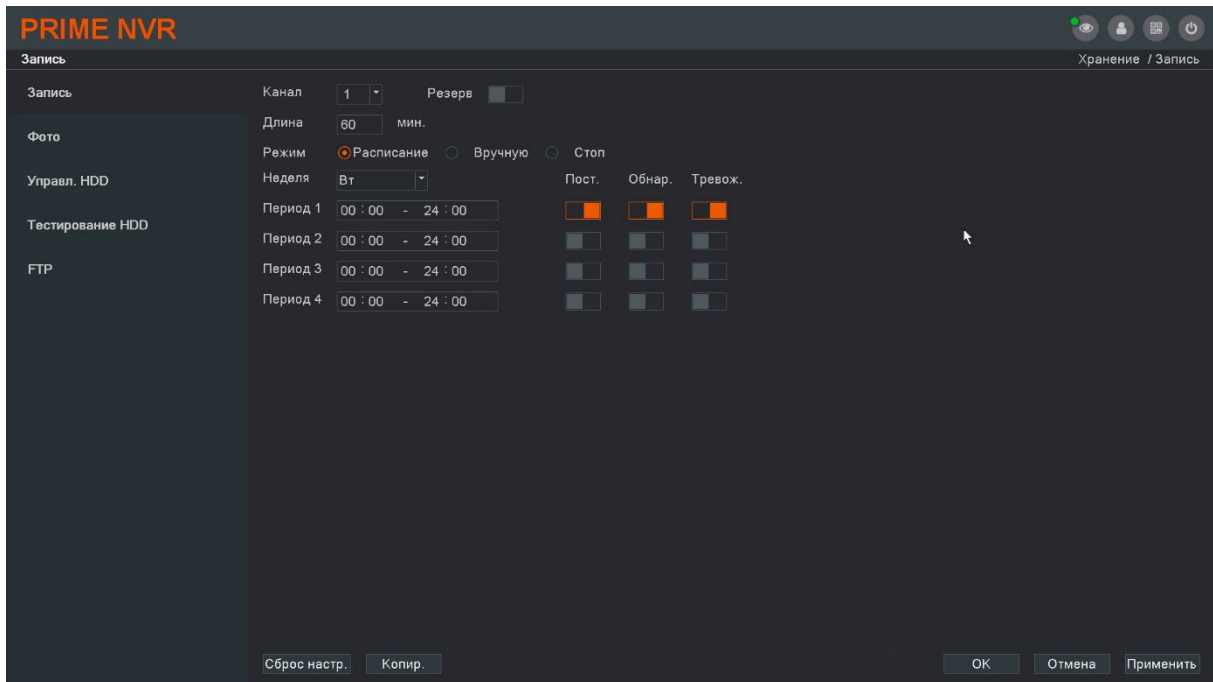 PRIME NVR
Запись
Хранение / Запись
Запись
Фото
Управл. HDD
Тестирование HDD
FTP
Канал 1 Резерв
Длина 60 мин.
Режим Расписание Вручную Стоп
Неделя Вт Пост. Обнар. Тревож.
Период 1 00 : 00 - 24 : 00
Период 2 00 : 00 - 24 : 00
Период 3 00 : 00 - 24 : 00
Период 4 00 : 00 - 24 : 00
Сброс настр. Копир. OK Отмена Применить